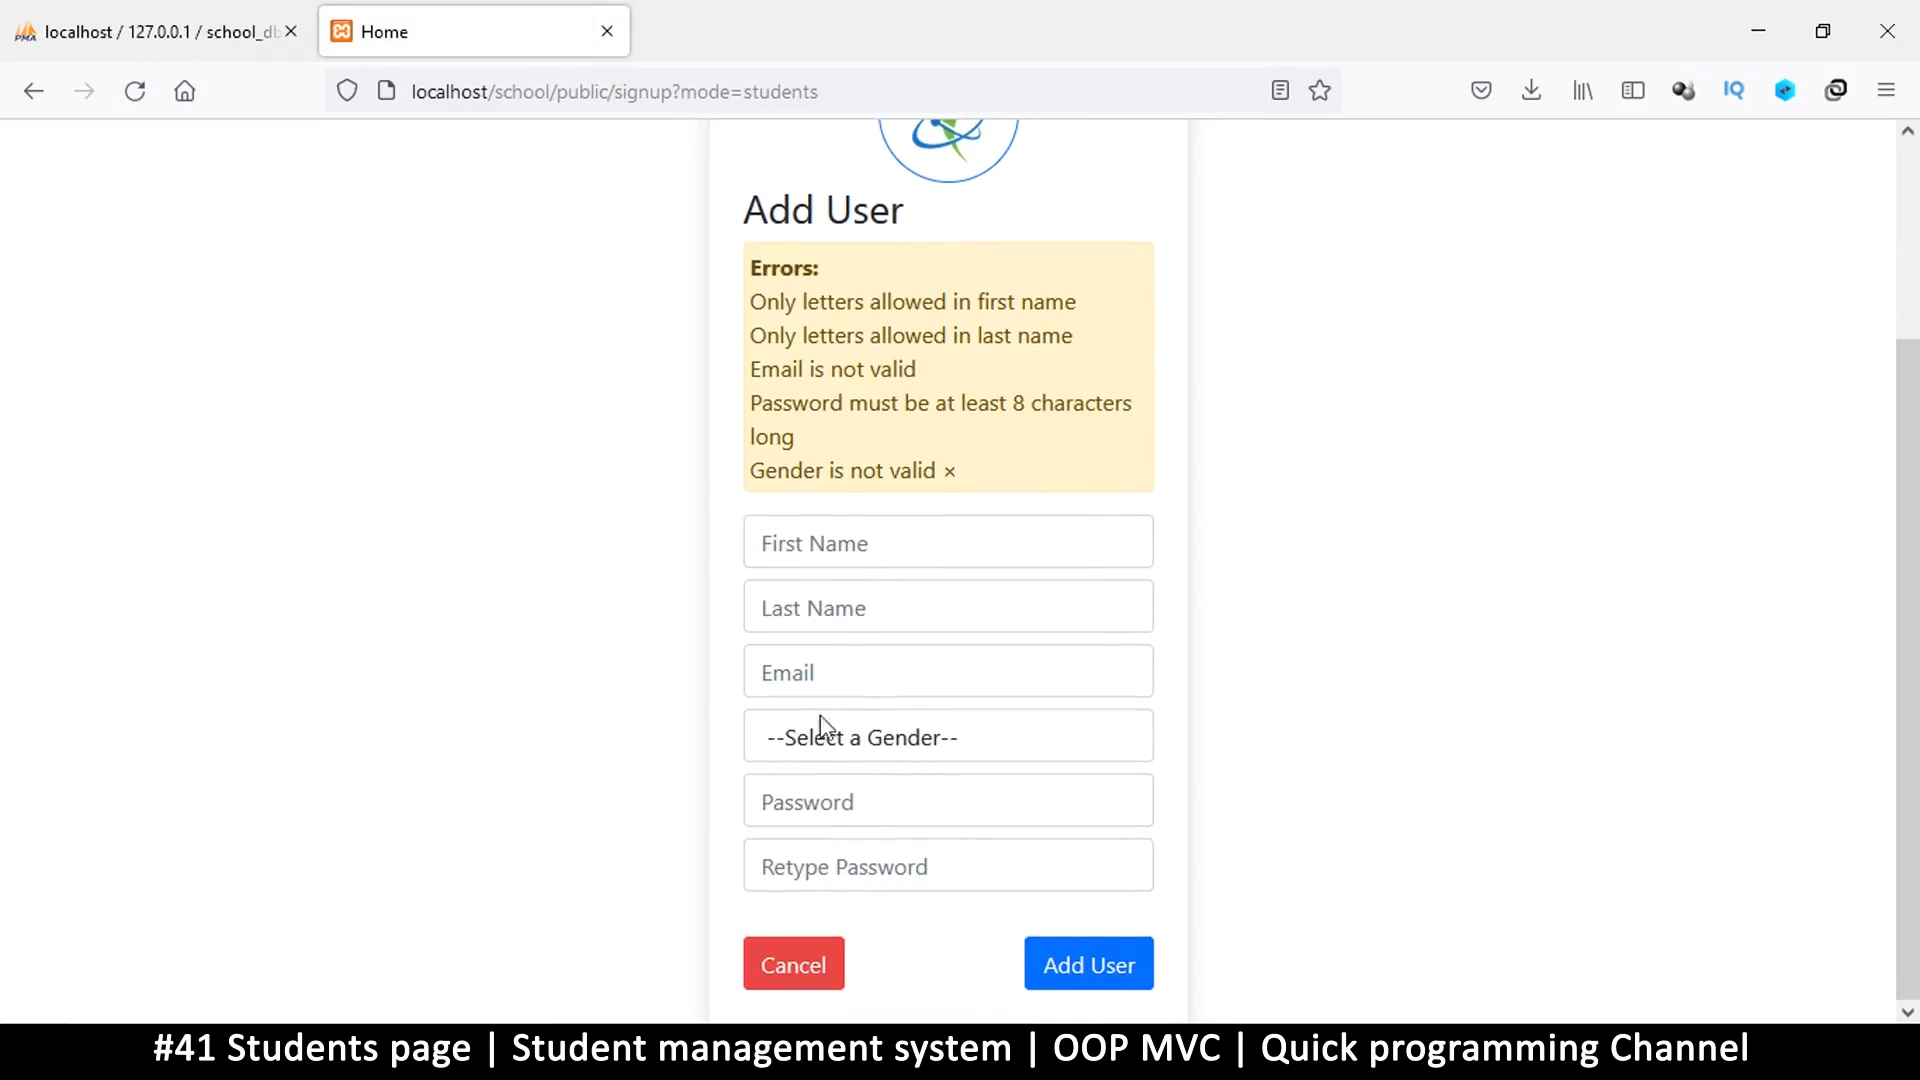 localhost / 127.0.0.1 / school_db
Home
localhost/school/public/signup?mode=students
IQ
Add User
Errors:
Only letters allowed in first name
Only letters allowed in last name
Email is not valid
Password must be at least 8 characters
long
Gender is not valid ×
First Name
Last Name
Email
--Select a Gender--
Password
Retype Password
Cancel
Add User
#41 Students page | Student management system | OOP MVC | Quick programming Channel